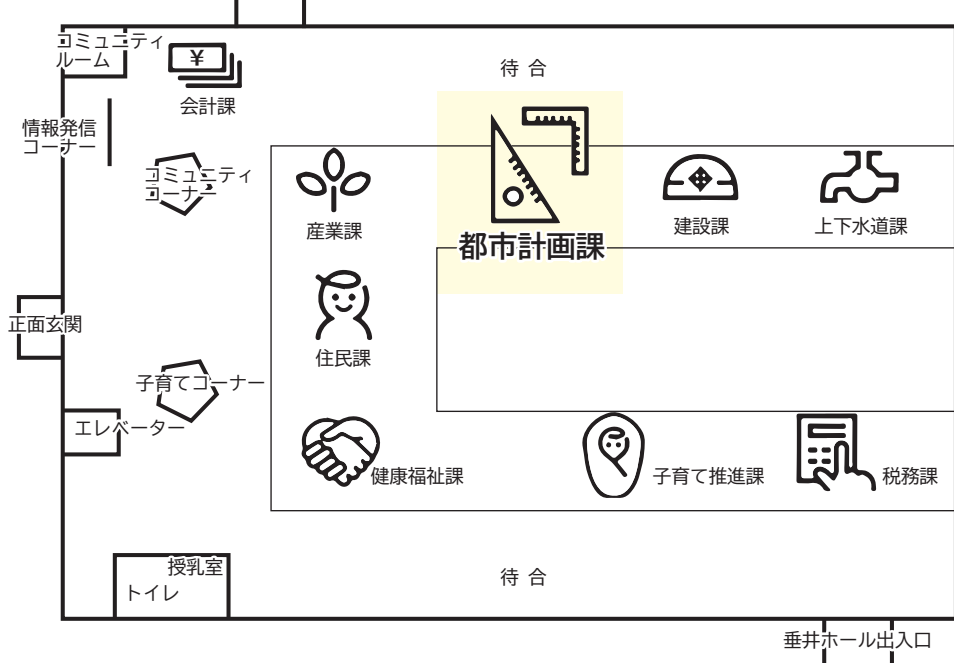 コミュニティ
ルーム
¥
会計課
待 合
情報発信
コーナー
コミュニティ
コーナー
産業課
都市計画課
建設課
上下水道課
正面玄関
住民課
子育てコーナー
エレベーター
健康福祉課
子育て推進課
税務課
授乳室
トイレ
待 合
垂井ホール出入口